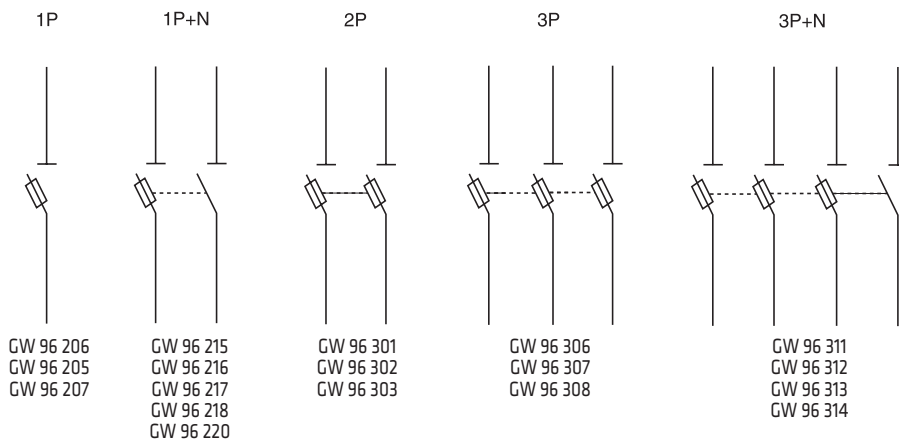 1P
1P+N
2P
3P
3P+N
GW 96 206
GW 96 205
GW 96 207
GW 96 215
GW 96 216
GW 96 217
GW 96 218
GW 96 220
GW 96 301
GW 96 302
GW 96 303
GW 96 306
GW 96 307
GW 96 308
GW 96 311
GW 96 312
GW 96 313
GW 96 314